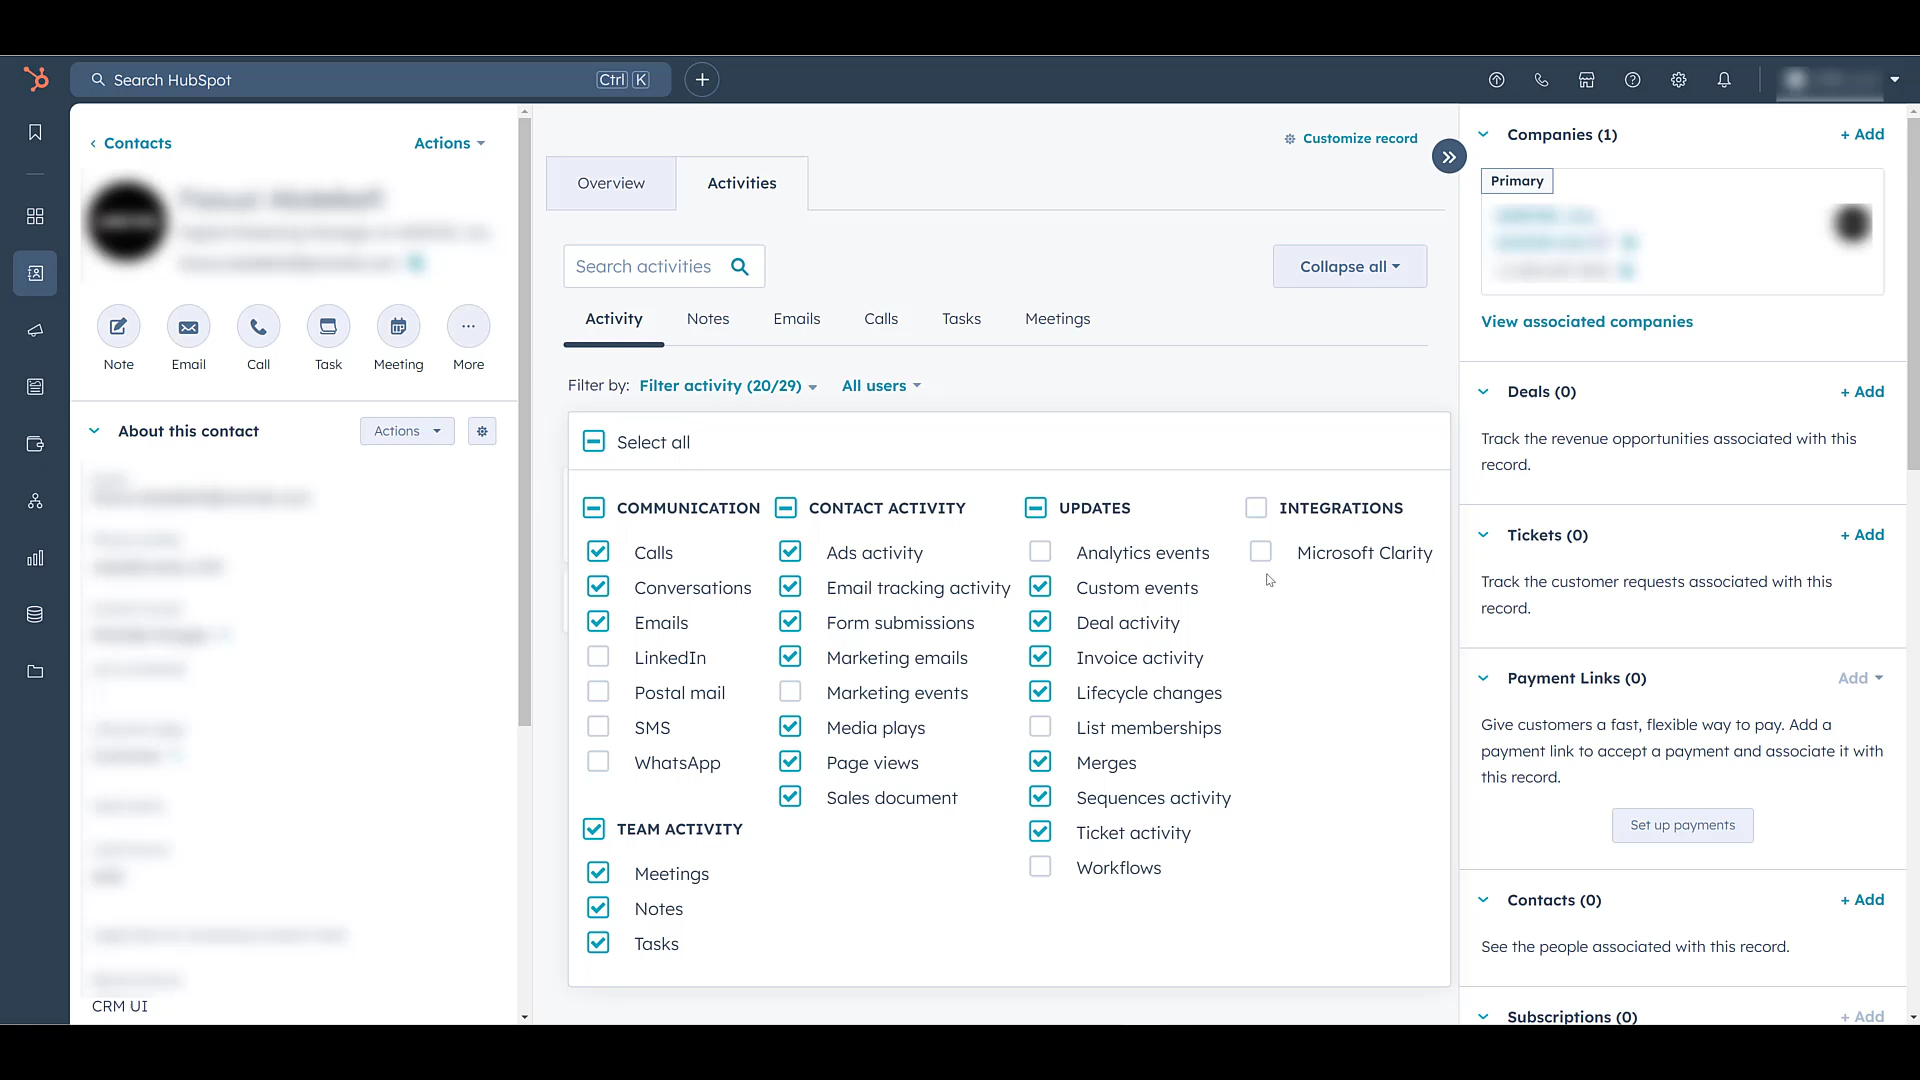 Search HubSpot Ctrl K
Contacts Actions
Note Email Call Task Meeting More
About this contact Actions
CRM UI
Customize record
Overview Activities
Search activities Collapse all
Activity Notes Emails Calls Tasks Meetings
Filter by: Filter activity (20/29) All users
Select all
COMMUNICATION
Calls
Conversations
Emails
LinkedIn
Postal mail
SMS
WhatsApp
TEAM ACTIVITY
Meetings
Notes
Tasks
CONTACT ACTIVITY
Ads activity
Email tracking activity
Form submissions
Marketing emails
Marketing events
Media plays
Page views
Sales document
UPDATES
Analytics events
Custom events
Deal activity
Invoice activity
Lifecycle changes
List memberships
Merges
Sequences activity
Ticket activity
Workflows
INTEGRATIONS
Microsoft Clarity
Companies (1) + Add
Primary
View associated companies
Deals (0) + Add
Track the revenue opportunities associated with this
record.
Tickets (0) + Add
Track the customer requests associated with this
record.
Payment Links (0) Add
Give customers a fast, flexible way to pay. Add a
payment link to accept a payment and associate it with
this record.
Set up payments
Contacts (0) + Add
See the people associated with this record.
Subscriptions (0) + Add